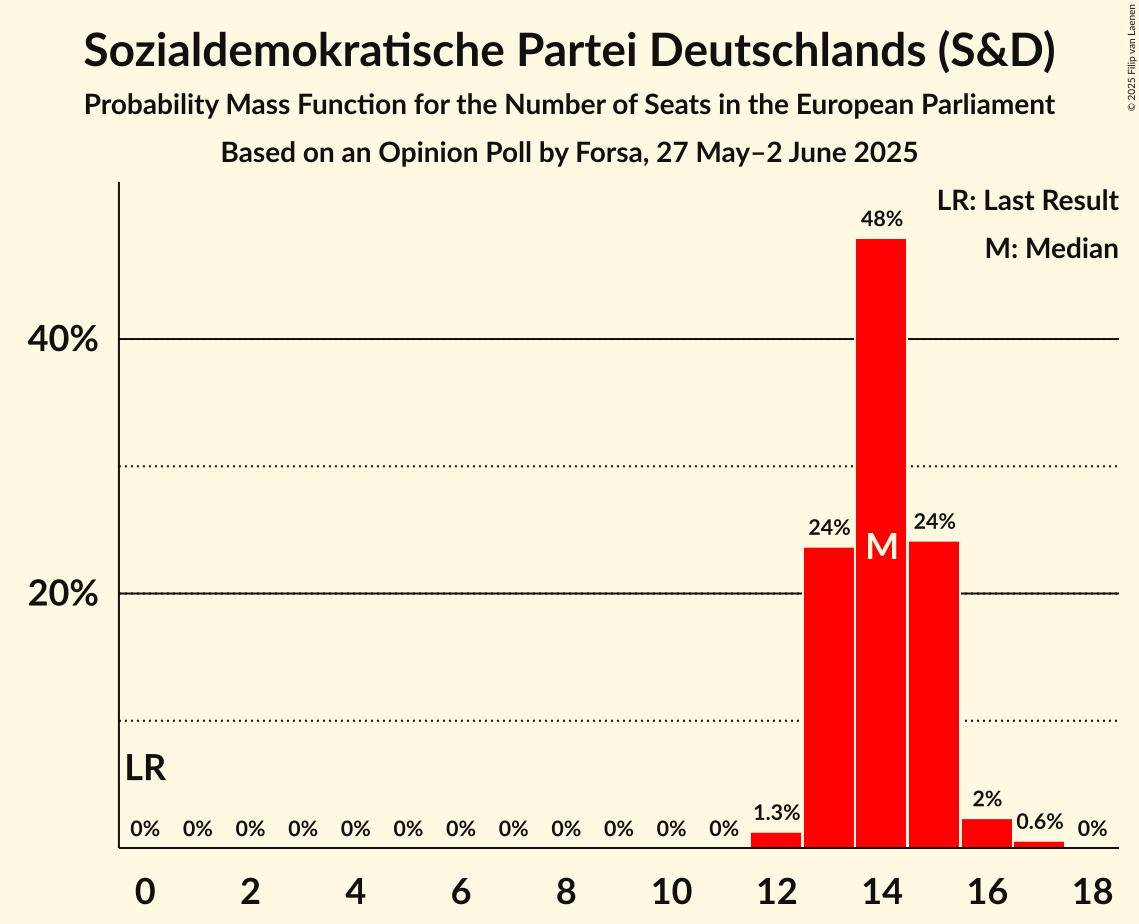 Sozialdemokratische Partei Deutschlands (S&D)
Probability Mass Function for the Number of Seats in the European Parliament
Based on an Opinion Poll by Forsa, 27 May–2 June 2025
© 2025 Filip van Laenen
LR: Last Result
M: Median
48%
40%
24% 24%
M
20%
LR
0% 0% 0% 0% 0% 0% 0% 0% 0% 0% 0% 0% 1.3% 2% 0.6% 0%
0 2 4 6 8 10 12 14 16 18